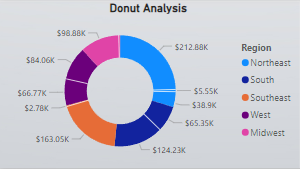 Donut Analysis
$98.88K
$212.88K
$84.06K
$66.77K
$2.78K
$163.05K
$124.23K
$65.35K
$38.9K
$5.55K
Region
Northeast
South
Southeast
West
Midwest